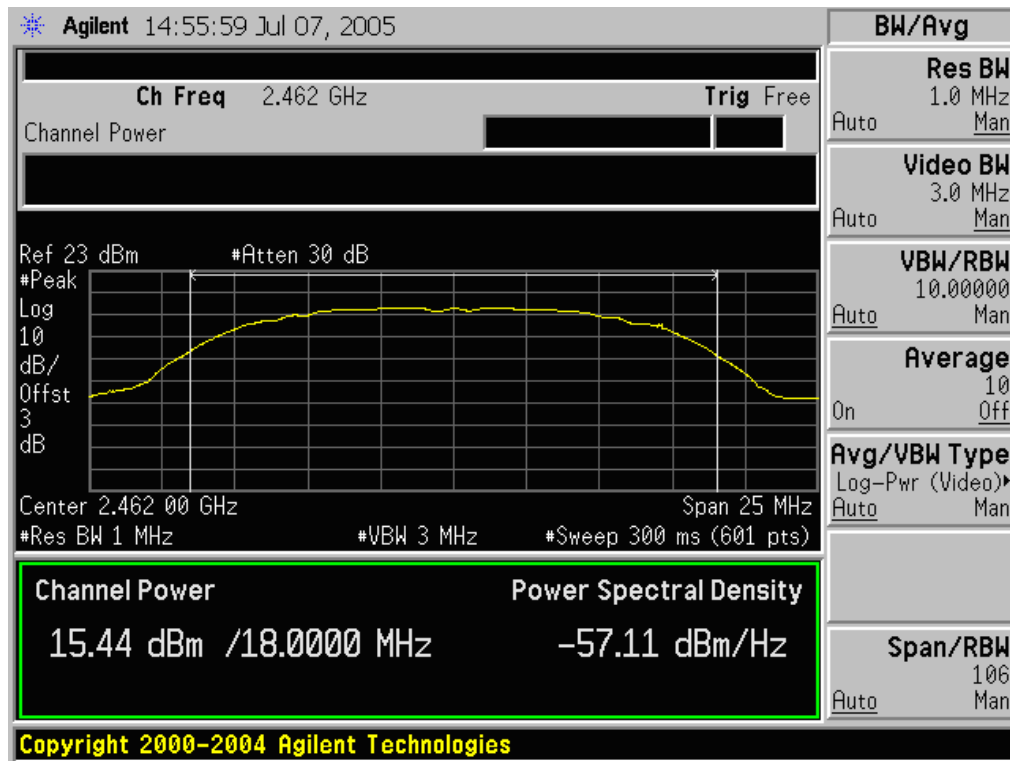 Agilent 14:55:59 Jul 07, 2005
Ch Freq 2.462 GHz Trig Free
Channel Power
Ref 23 dBm #Atten 30 dB
#Peak
Log
10
dB/
Offst
3
dB
Center 2.462 00 GHz Span 25 MHz
#Res BW 1 MHz #VBW 3 MHz #Sweep 300 ms (601 pts)
Channel Power Power Spectral Density
15.44 dBm /18.0000 MHz -57.11 dBm/Hz
BW/Avg
Res BW
1.0 MHz
Auto Man
Video BW
3.0 MHz
Auto Man
VBW/RBW
10.00000
Auto Man
Average
10
On Off
Avg/VBW Type
Log-Pwr (Video)
Auto Man
Span/RBW
106
Auto Man
Copyright 2000-2004 Agilent Technologies